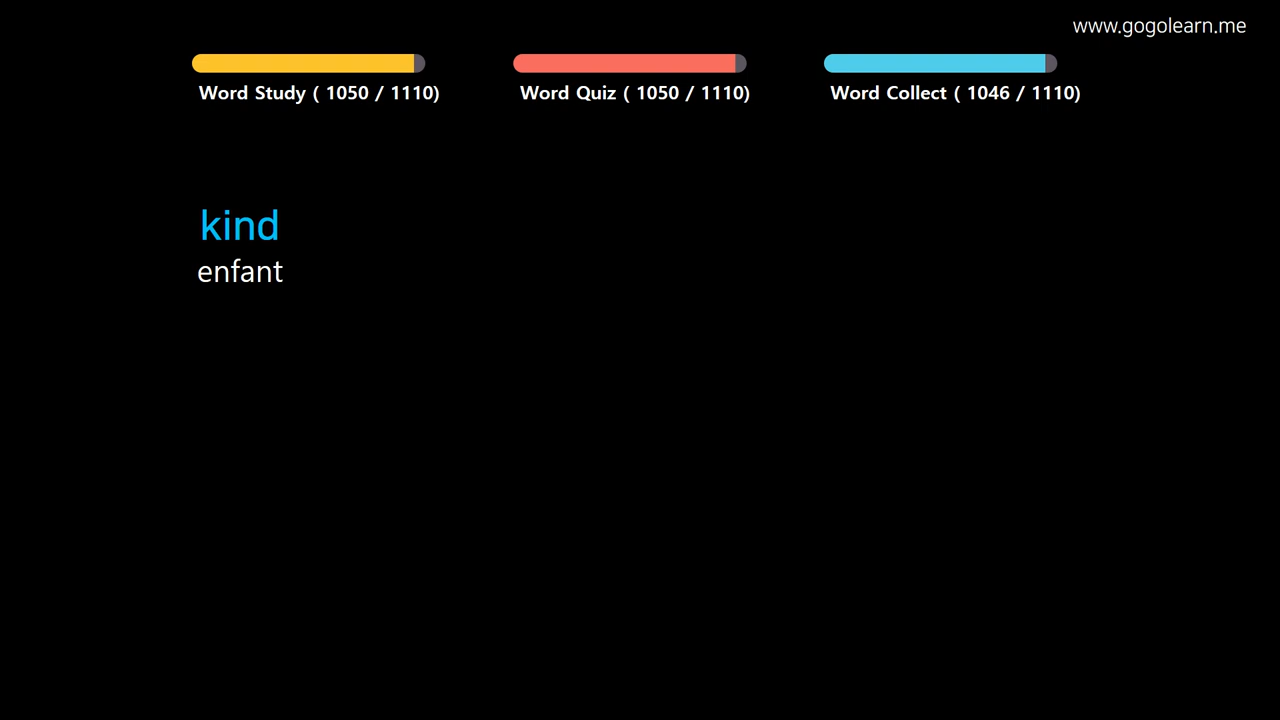 www.gogolearn.me
Word Study ( 1050 / 1110)
Word Quiz ( 1050 / 1110)
Word Collect ( 1046 / 1110)
kind
enfant